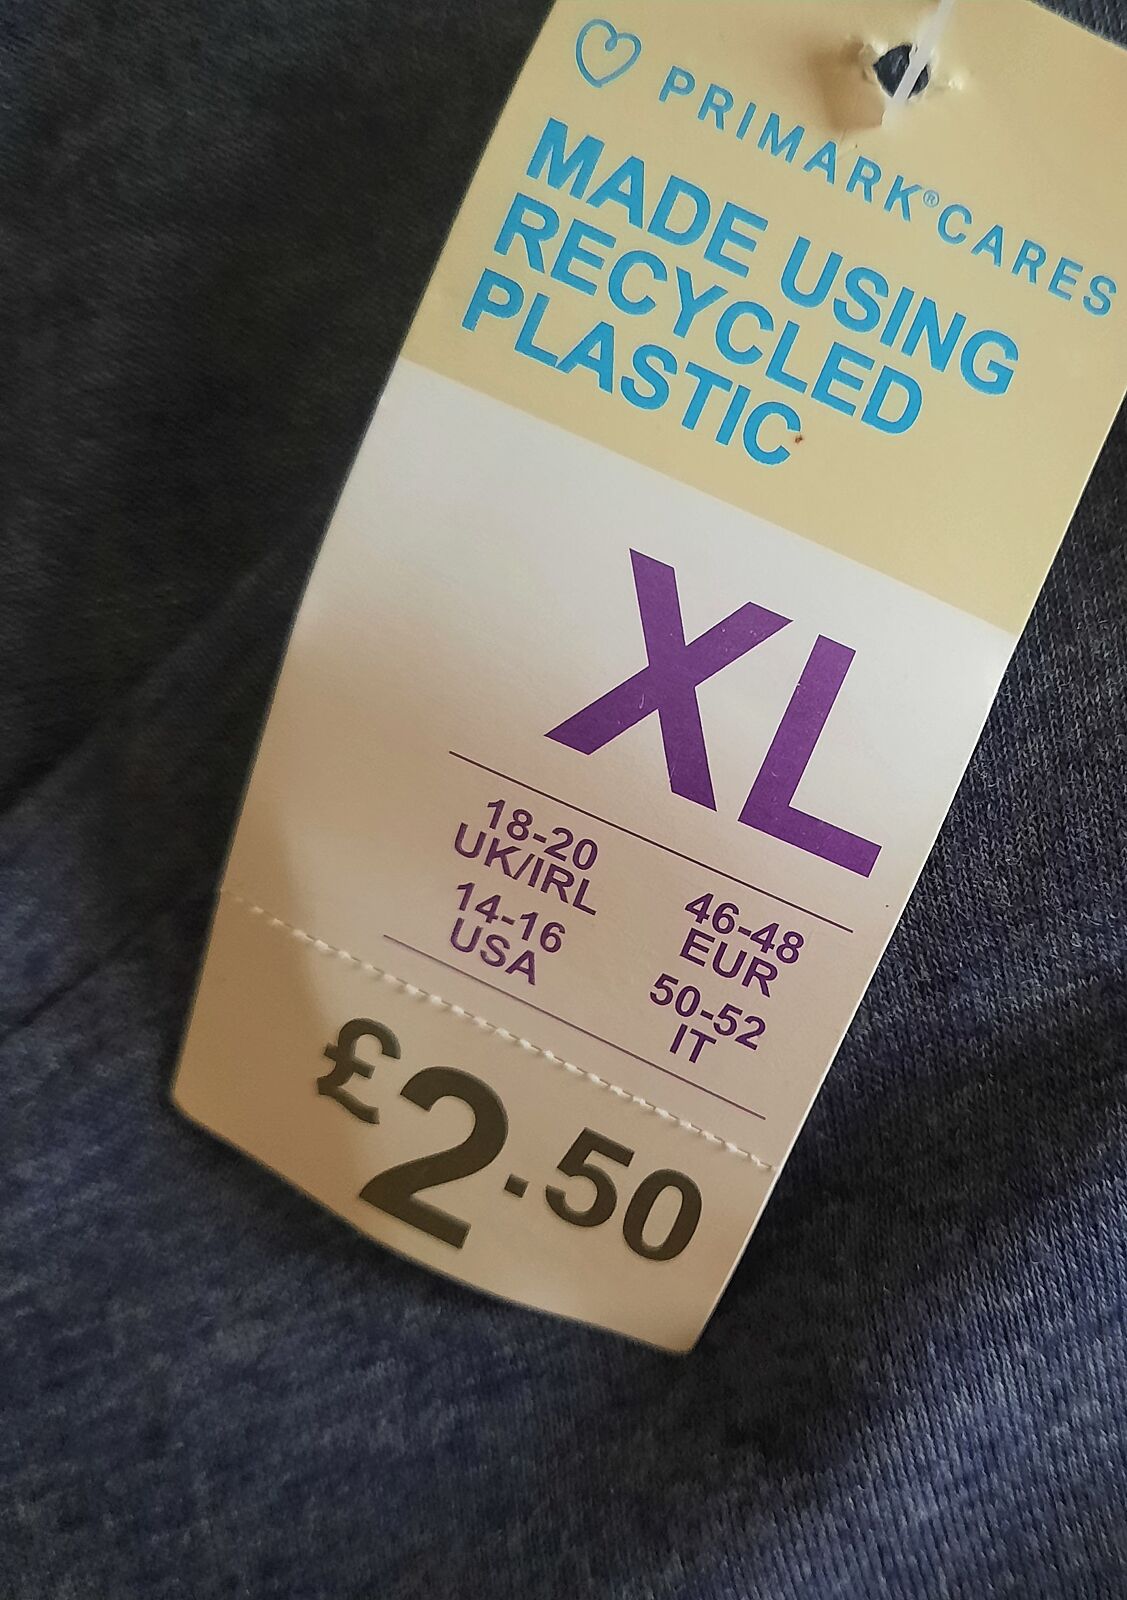 PRIMARK® CARES
MADE USING
RECYCLED
PLASTIC
XL
18-20
UK/IRL
14-16
USA
46-48
EUR
50-52
IT
£2.50